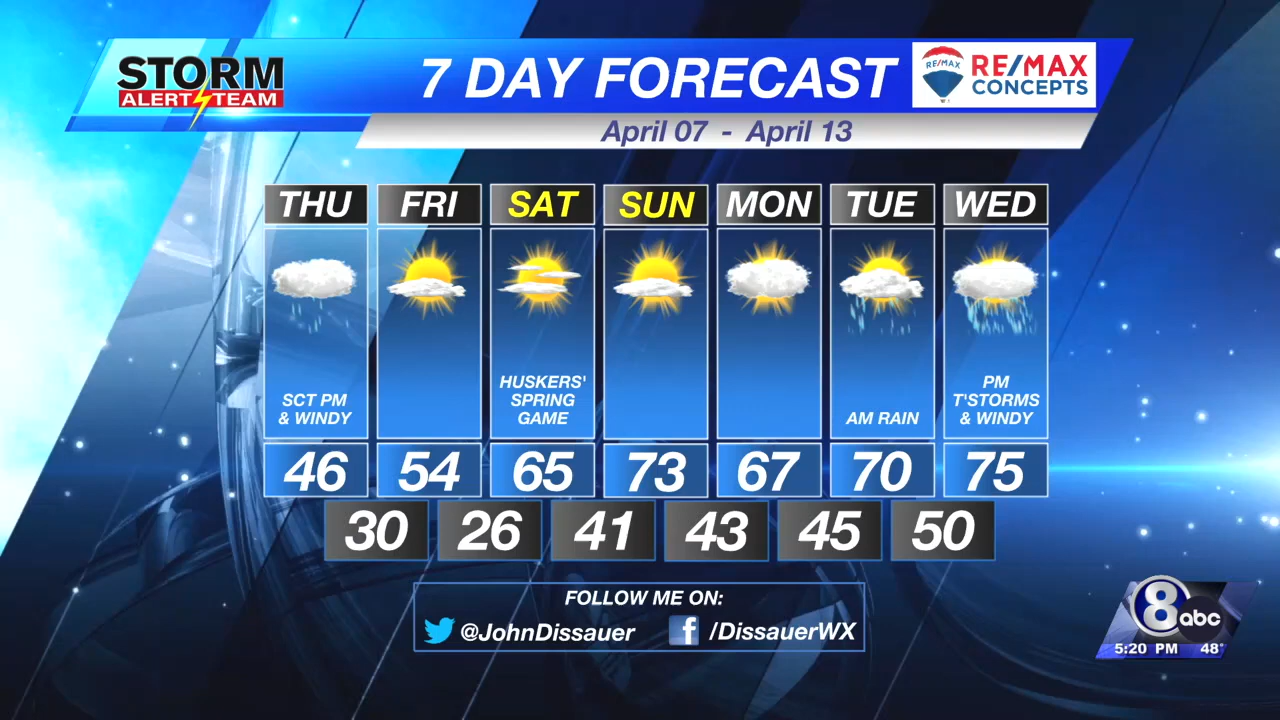 STORM
ALERT TEAM
7 DAY FORECAST
RE/MAX
RE/MAX
CONCEPTS
April 07 - April 13
THU FRI SAT SUN MON TUE WED
SCT PM
& WINDY
HUSKERS'
SPRING
GAME
AM RAIN
PM
T'STORMS
& WINDY
46 54 65 73 67 70 75
30 26 41 43 45 50
FOLLOW ME ON:
@JohnDissauer f /DissauerWX
8 abc
5:20 PM 48°